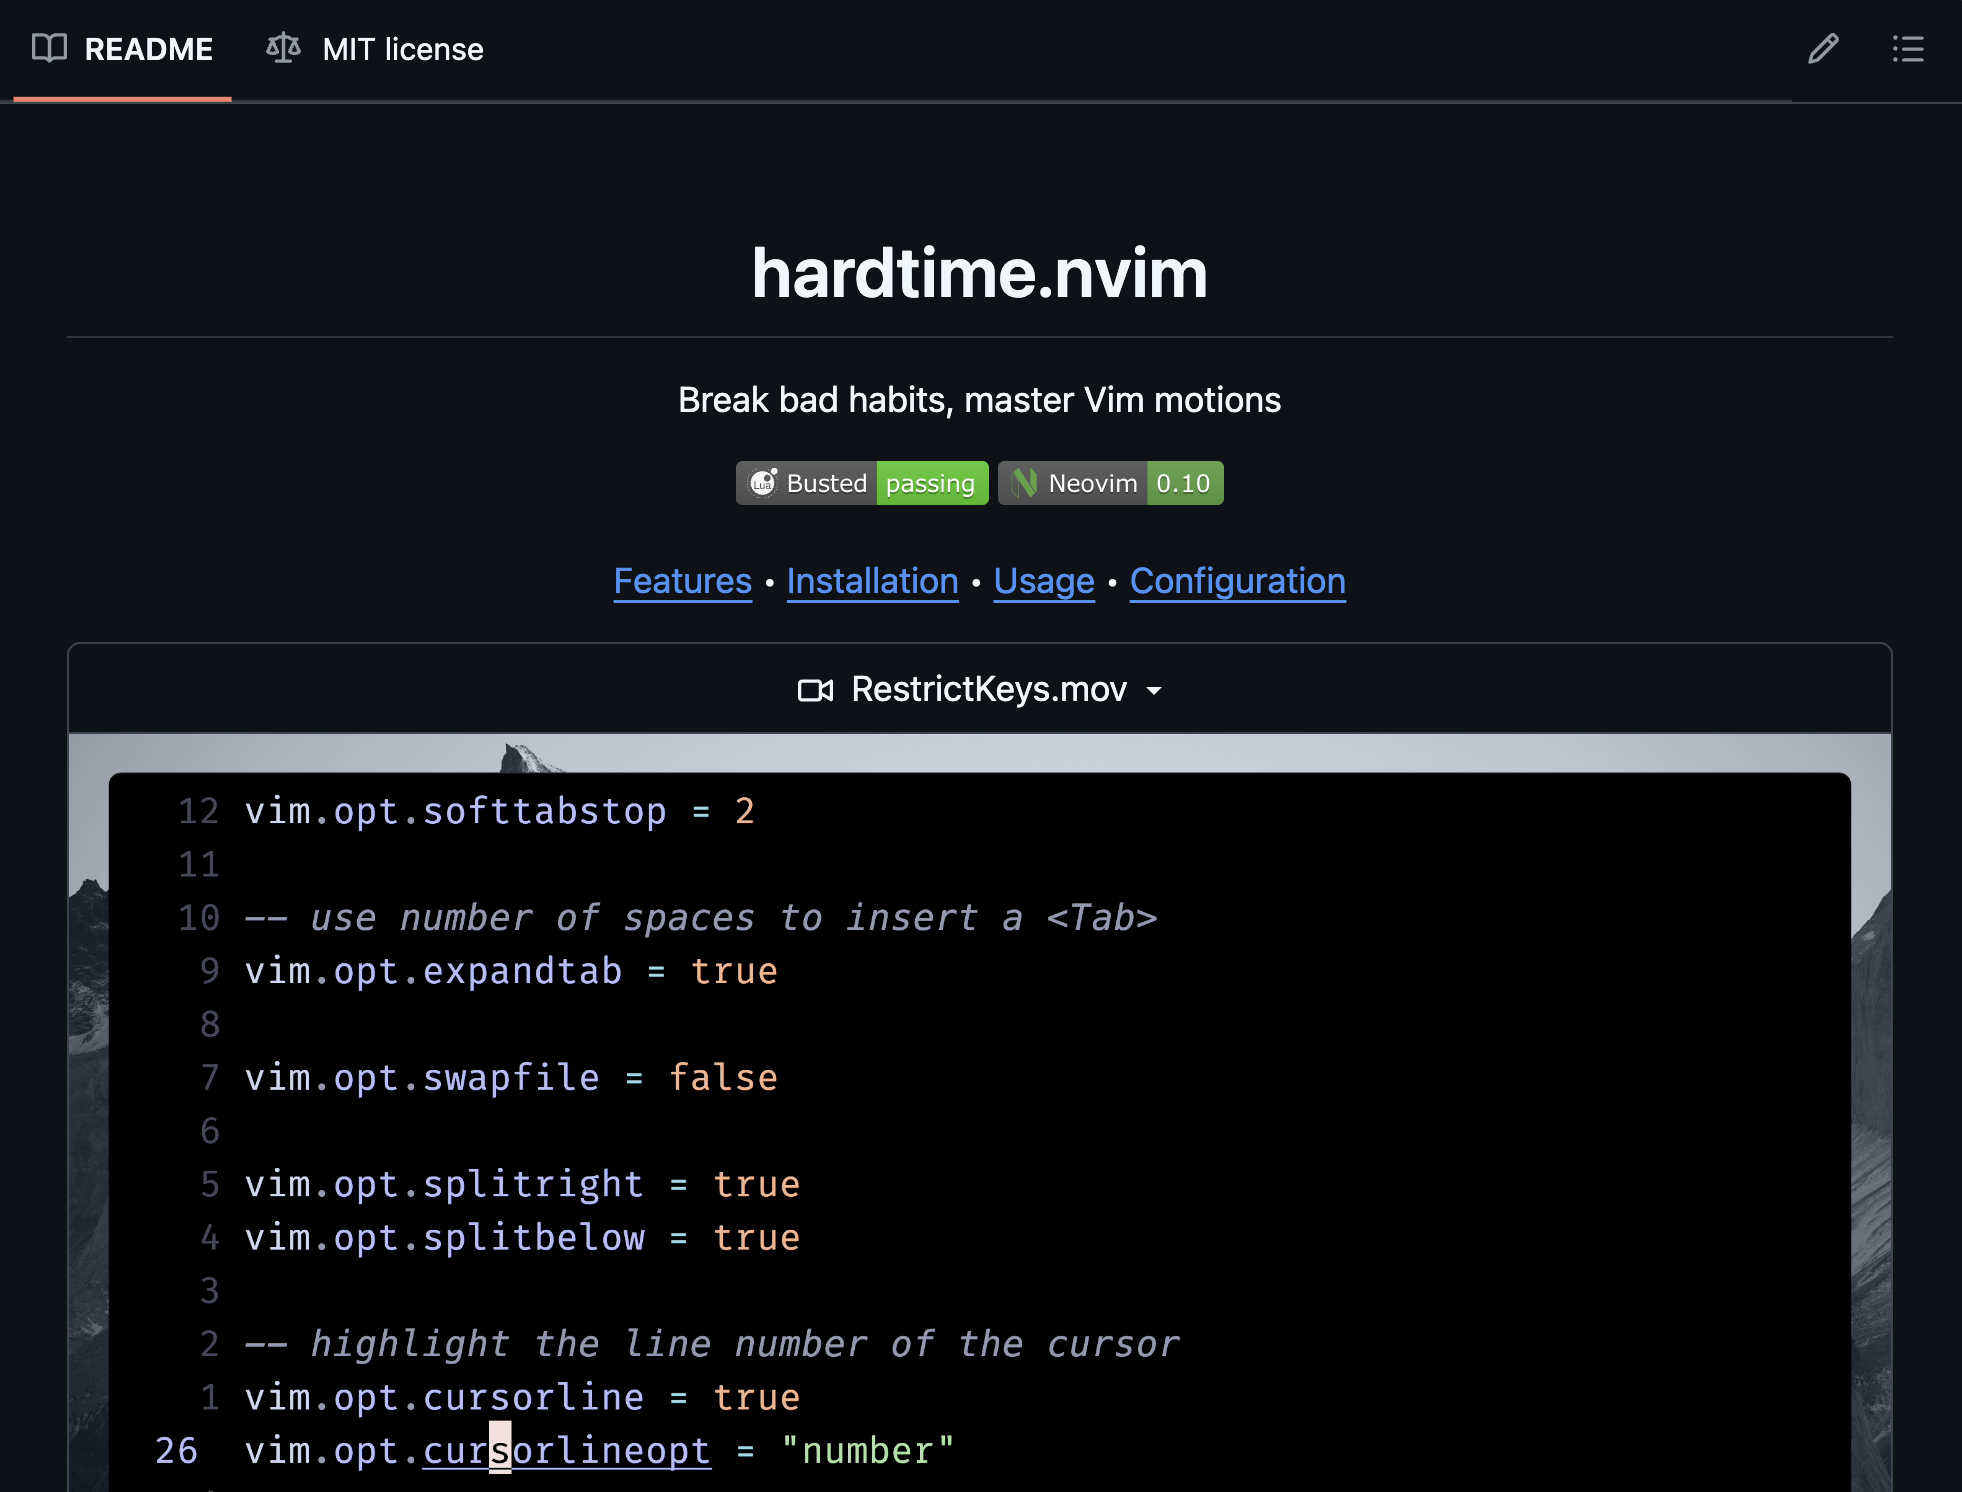 README MIT license
hardtime.nvim
Break bad habits, master Vim motions
Lua Busted passing Neovim 0.10
Features • Installation • Usage • Configuration
RestrictKeys.mov
12 vim.opt.softtabstop = 2
11
10 -- use number of spaces to insert a <Tab>
9 vim.opt.expandtab = true
8
7 vim.opt.swapfile = false
6
5 vim.opt.splitright = true
4 vim.opt.splitbelow = true
3
2 -- highlight the line number of the cursor
1 vim.opt.cursorline = true
26 vim.opt.cursorlineopt = "number"